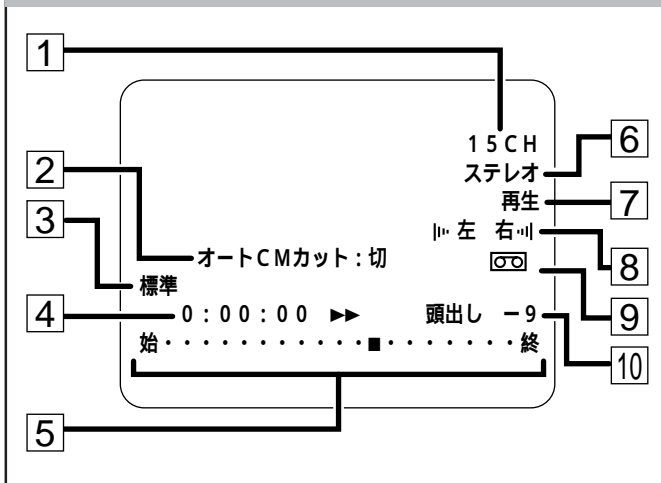 1
15CH
6
ステレオ
2
再生
7
3
左 右
8
オートCMカット:切
標準
9
4
0:00:00 ▶▶ 頭出し −9
10
始・・・・・・・・・・・■・・・・・・・終
5